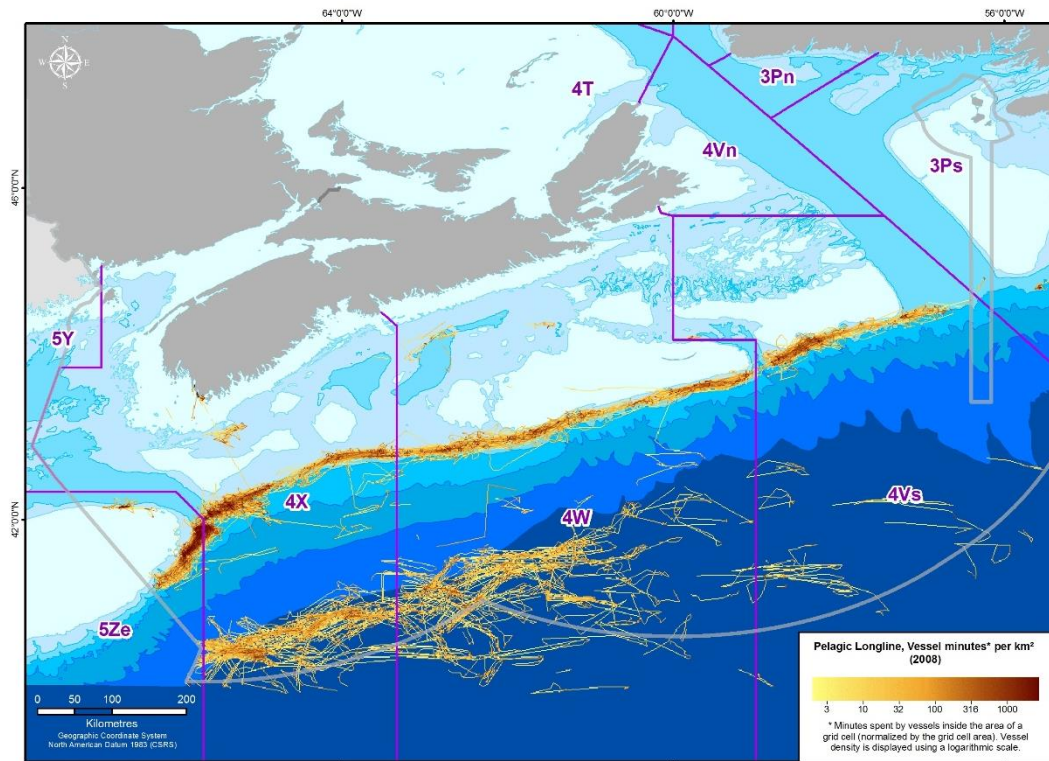 64°0'0"W 60°0'0"W 56°0'0"W
N
W E
S
3Pn
4T
4Vn
3Ps
46°0'0"N
5Y
4Vs
4X
42°0'0"N
4W
5Ze
0 50 100 200
Kilometres
Geographic Coordinate System
North American Datum 1983 (CSRS)
Pelagic Longline, Vessel minutes* per km²
(2008)
3 10 32 100 316 1000
* Minutes spent by vessels inside the area of a
grid cell (normalized by the grid cell area). Vessel
density is displayed using a logarithmic scale.